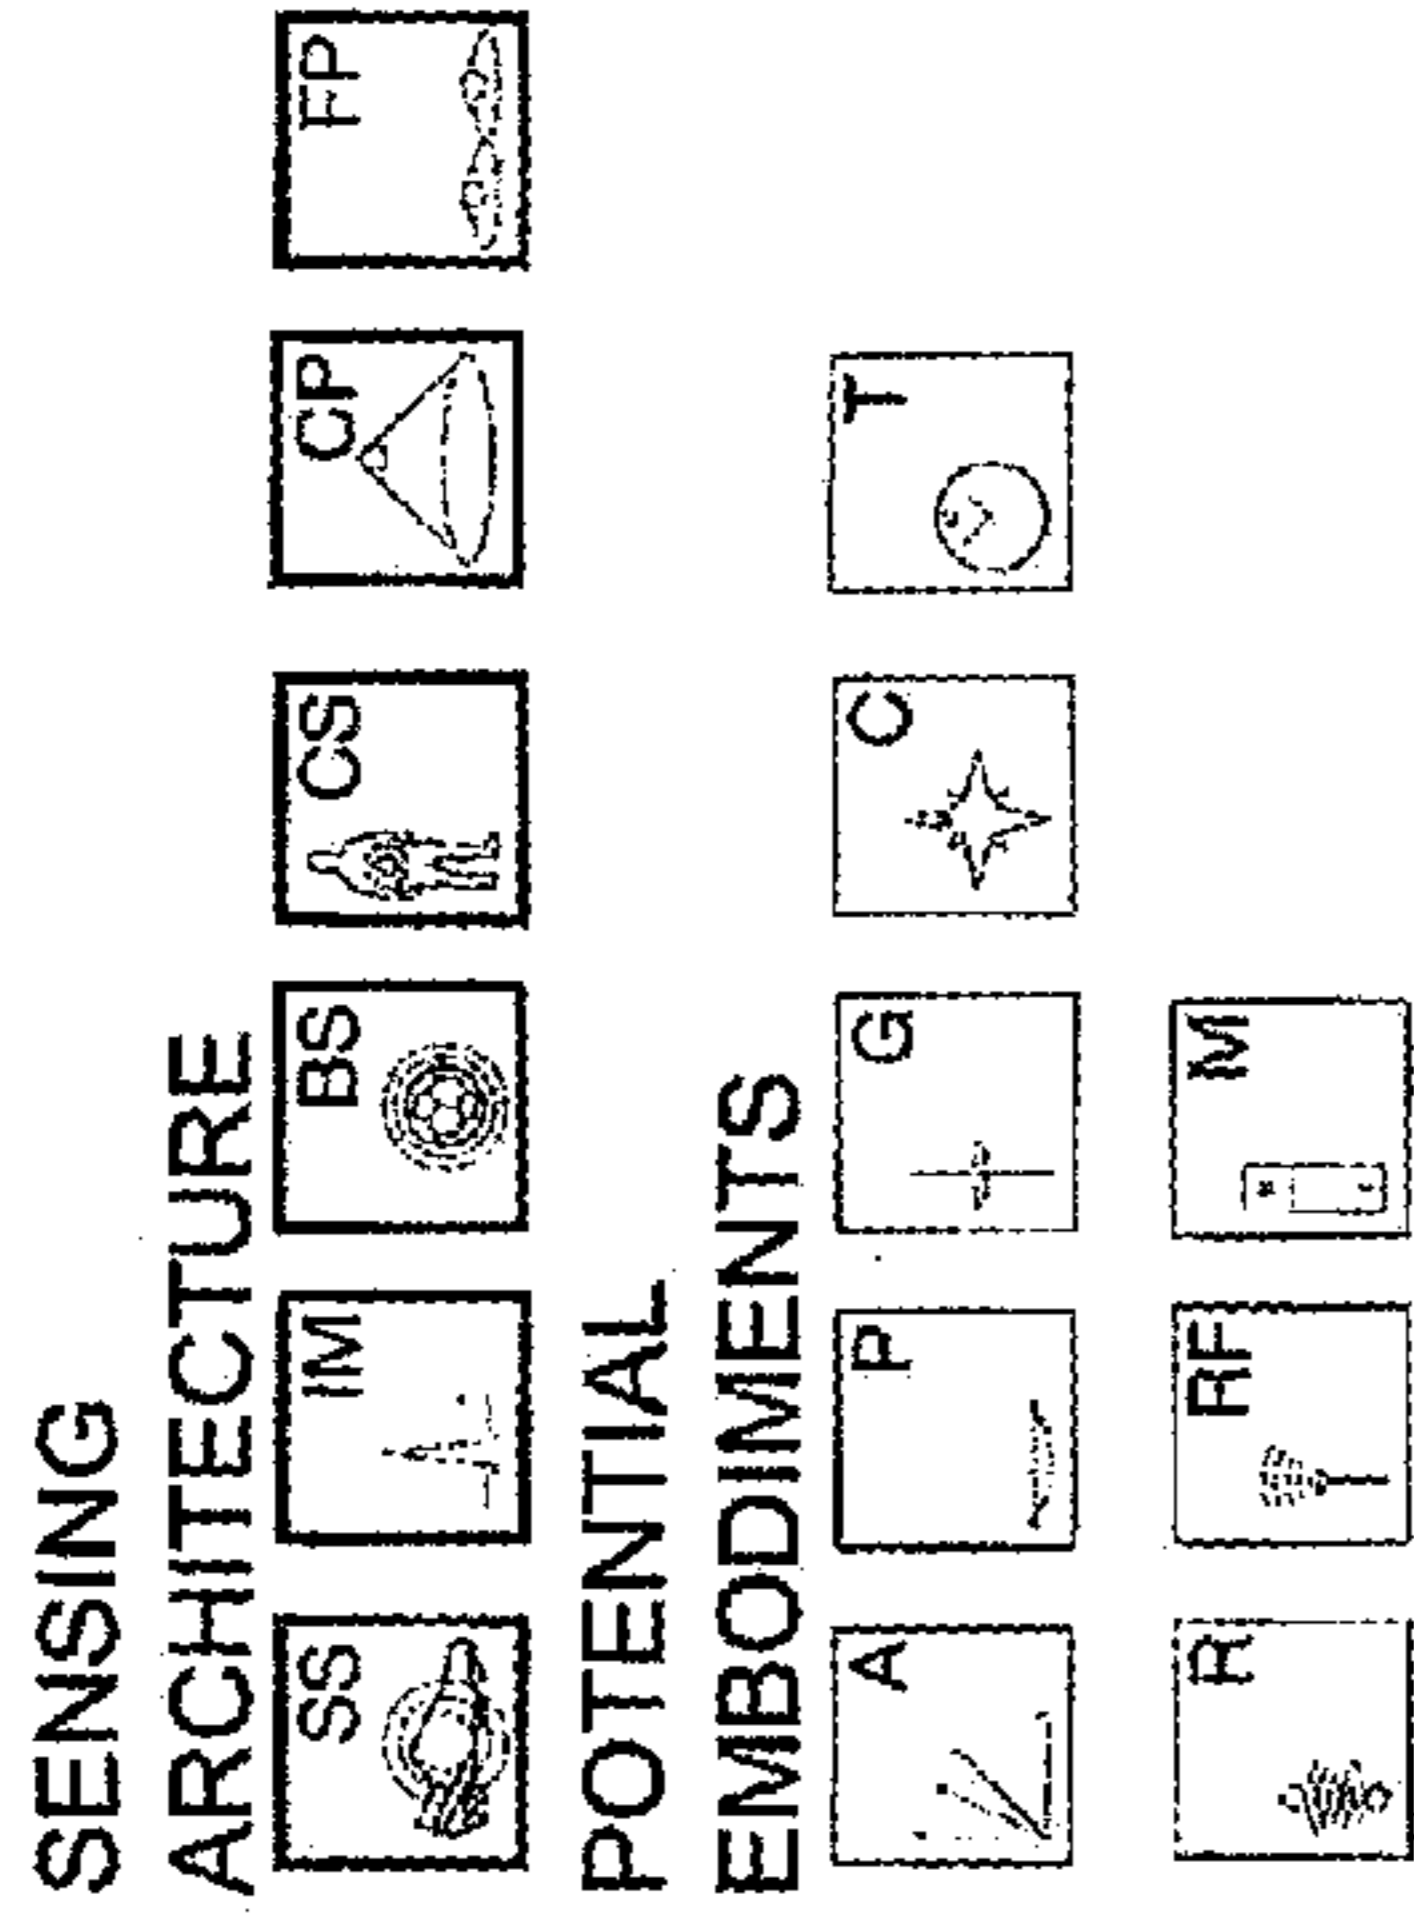 SENSING
ARCHITECTURE
SS IM BS CS CP FP
POTENTIAL
EMBODIMENTS
A P G C T
R RF M